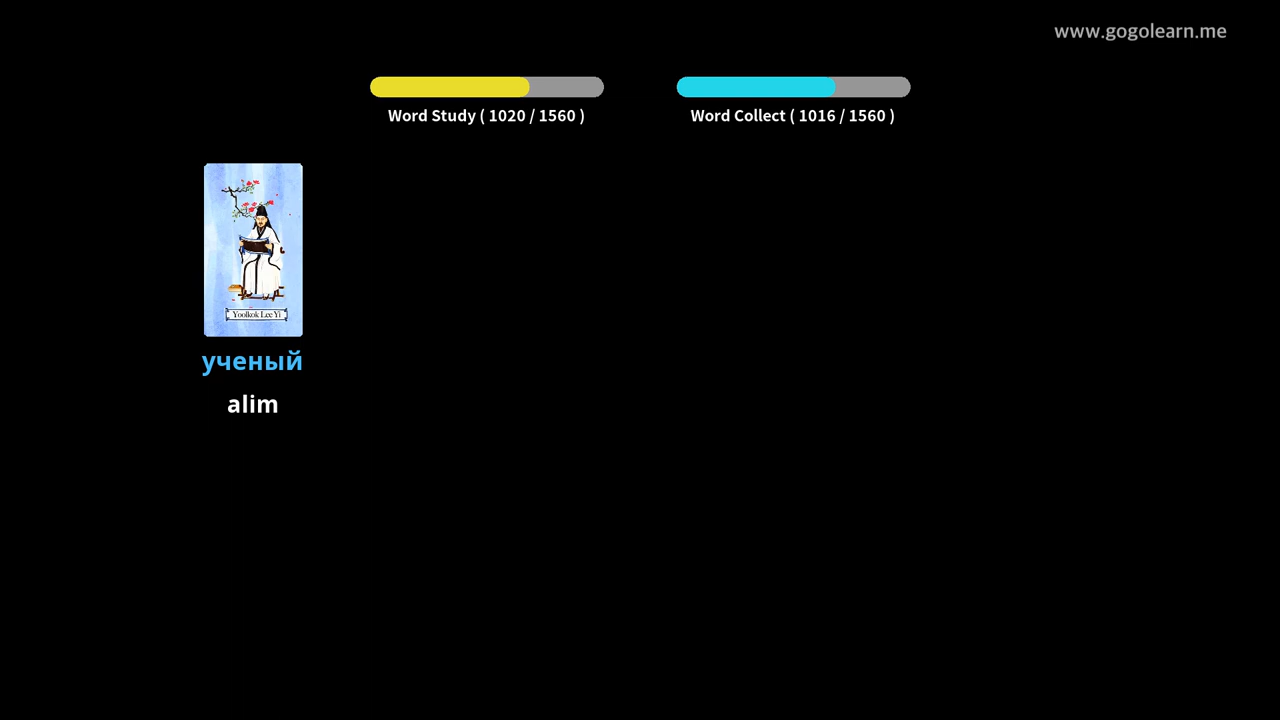 www.gogolearn.me
Word Study ( 1020 / 1560 )
Word Collect ( 1016 / 1560 )
Yoolkok Lee Yi
ученый
alim